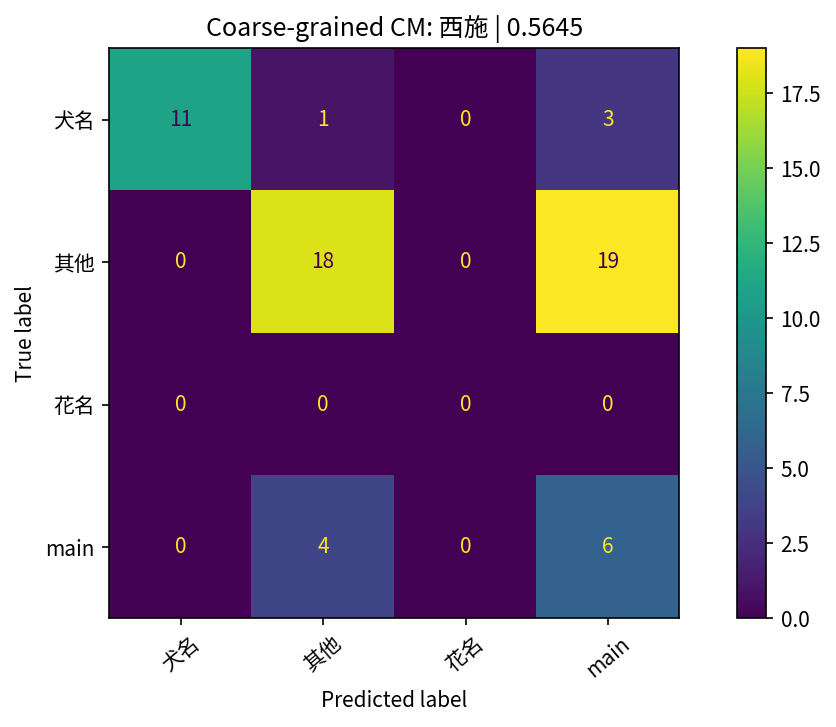 Coarse-grained CM: 西施 | 0.5645
犬名 11 1 0 3
其他 0 18 0 19
花名 0 0 0 0
main 0 4 0 6
犬名 其他 花名 main
True label
Predicted label
17.5
15.0
12.5
10.0
7.5
5.0
2.5
0.0